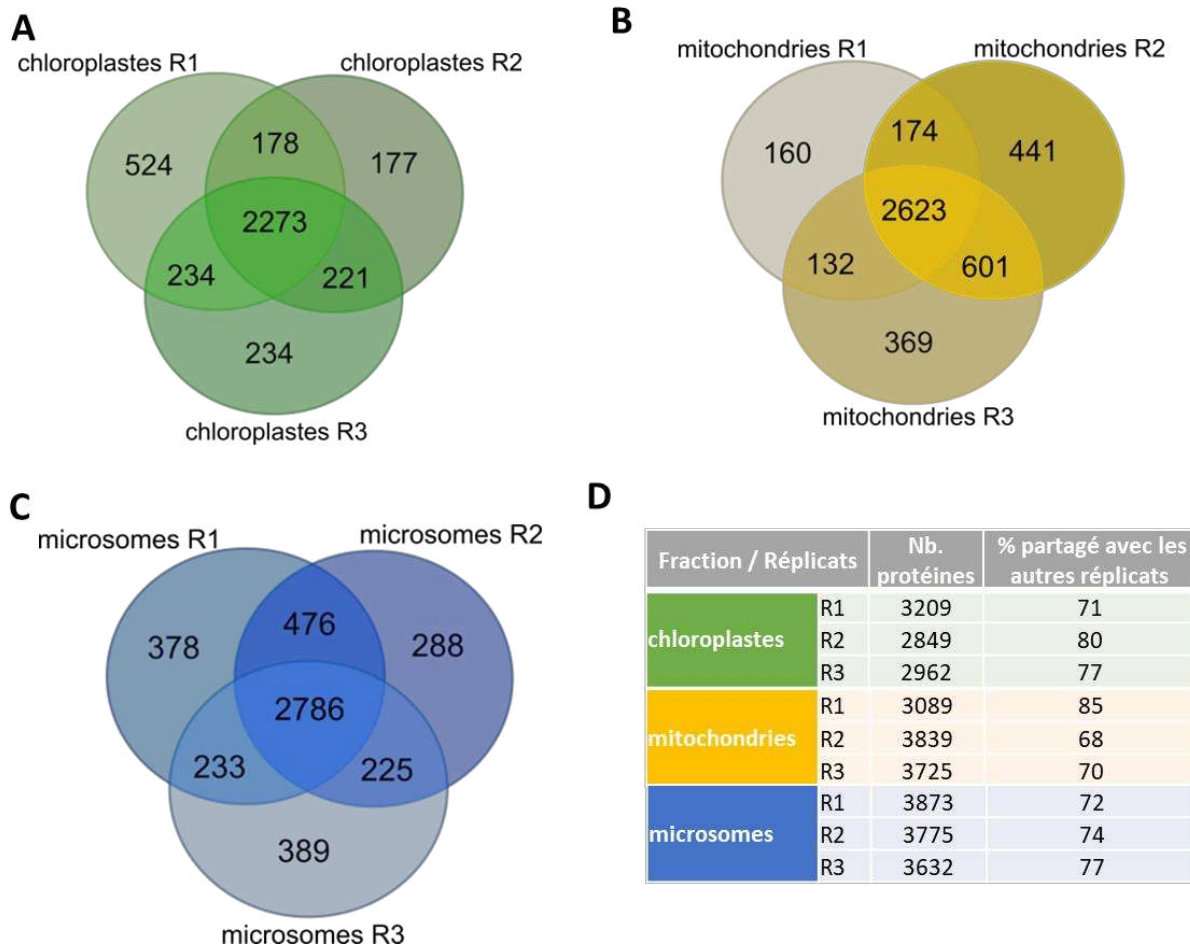 A
chloroplastes R1
chloroplastes R2
524
178
177
2273
234
221
234
chloroplastes R3
B
mitochondries R1
mitochondries R2
160
174
441
2623
132
601
369
mitochondries R3
C
microsomes R1
microsomes R2
378
476
288
2786
233
225
389
microsomes R3
D
Fraction / Réplicats
Nb.
protéines
% partagé avec les
autres réplicats
chloroplastes
R1 3209 71
R2 2849 80
R3 2962 77
mitochondries
R1 3089 85
R2 3839 68
R3 3725 70
microsomes
R1 3873 72
R2 3775 74
R3 3632 77